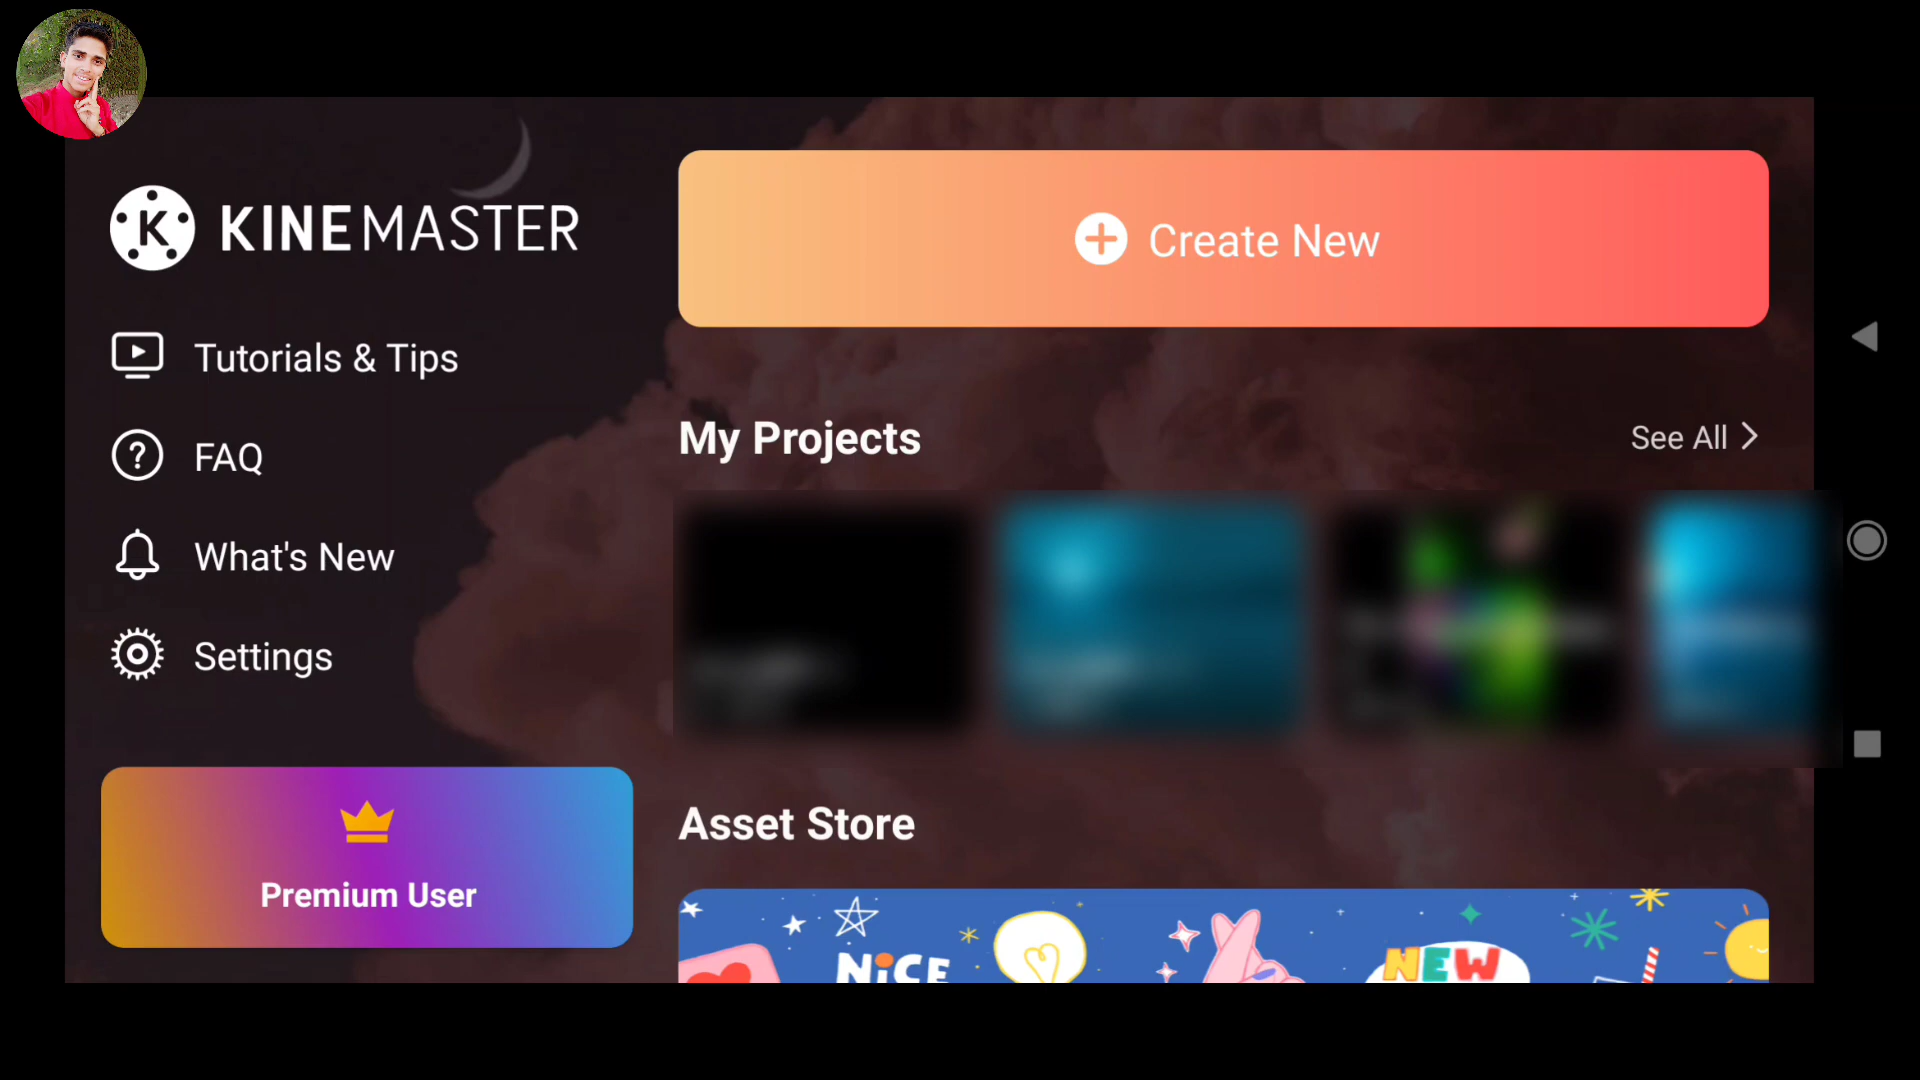 KINEMASTER
Tutorials & Tips
FAQ
What's New
Settings
Premium User
Create New
My Projects
See All
Asset Store
NiCE
NEW